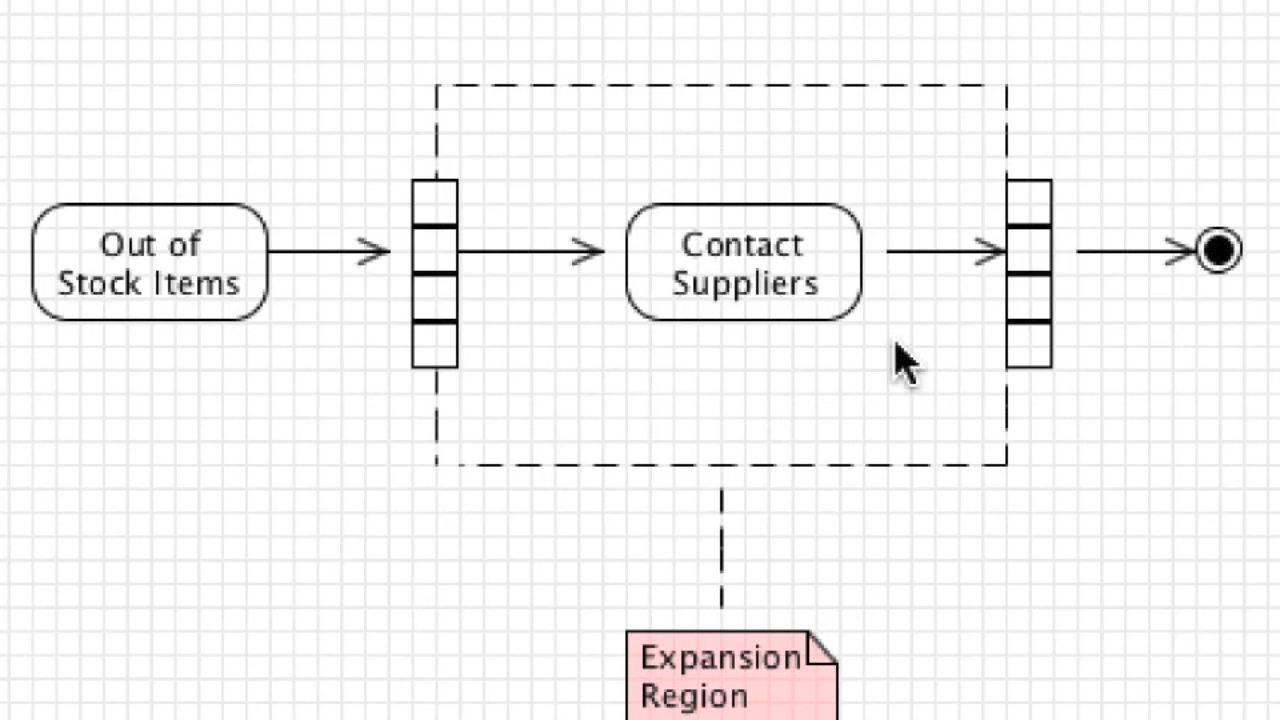 Out of
Stock Items
Contact
Suppliers
Expansion
Region